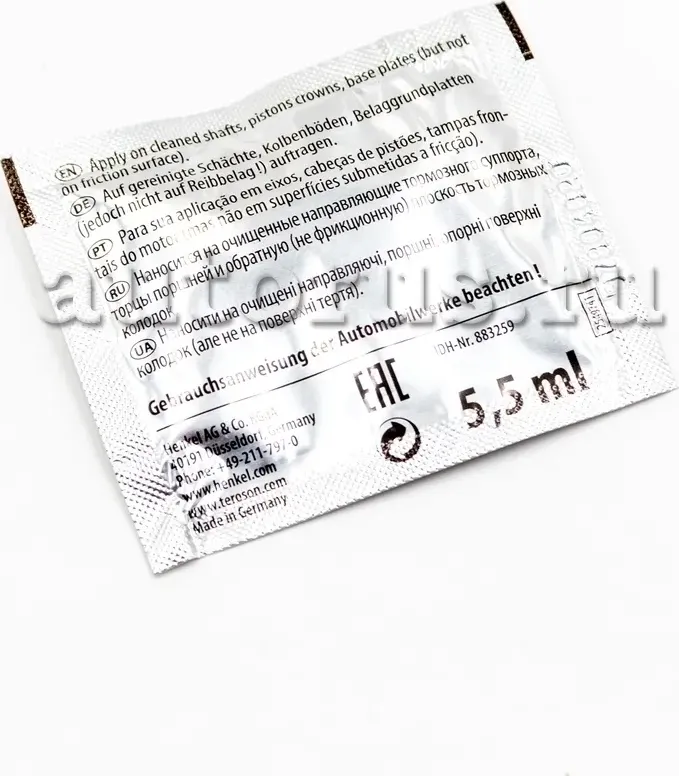 EN Apply on cleaned shafts, pistons crowns, base plates (but not
on friction surface).
DE Auf gereinigte Schächte, Kolbenböden, Belaggrundplatten
(jedoch nicht auf Reibbelag !) auftragen.
PT Para sua aplicação em eixos, cabeças de pistões, tampas fron-
tais do motor (mas não em superfícies submetidas a fricção).
RU Наносится на очищенные направляющие тормозного суппорта,
торцы поршней и обратную (не фрикционную) плоскость тормозных
колодок
UA Наносити на очищені направляючі, поршні, опорні поверхні
колодок (але не на поверхні тертя).
Gebrauchsanweisung der Automobilwerke beachten !
IDH-Nr. 883259
Henkel AG & Co. KGaA
40191 Düsseldorf, Germany
Phone: +49-211-797-0
www.henkel.com
www.teroson.com
Made in Germany
EAC
5,5 ml
autorus.ru